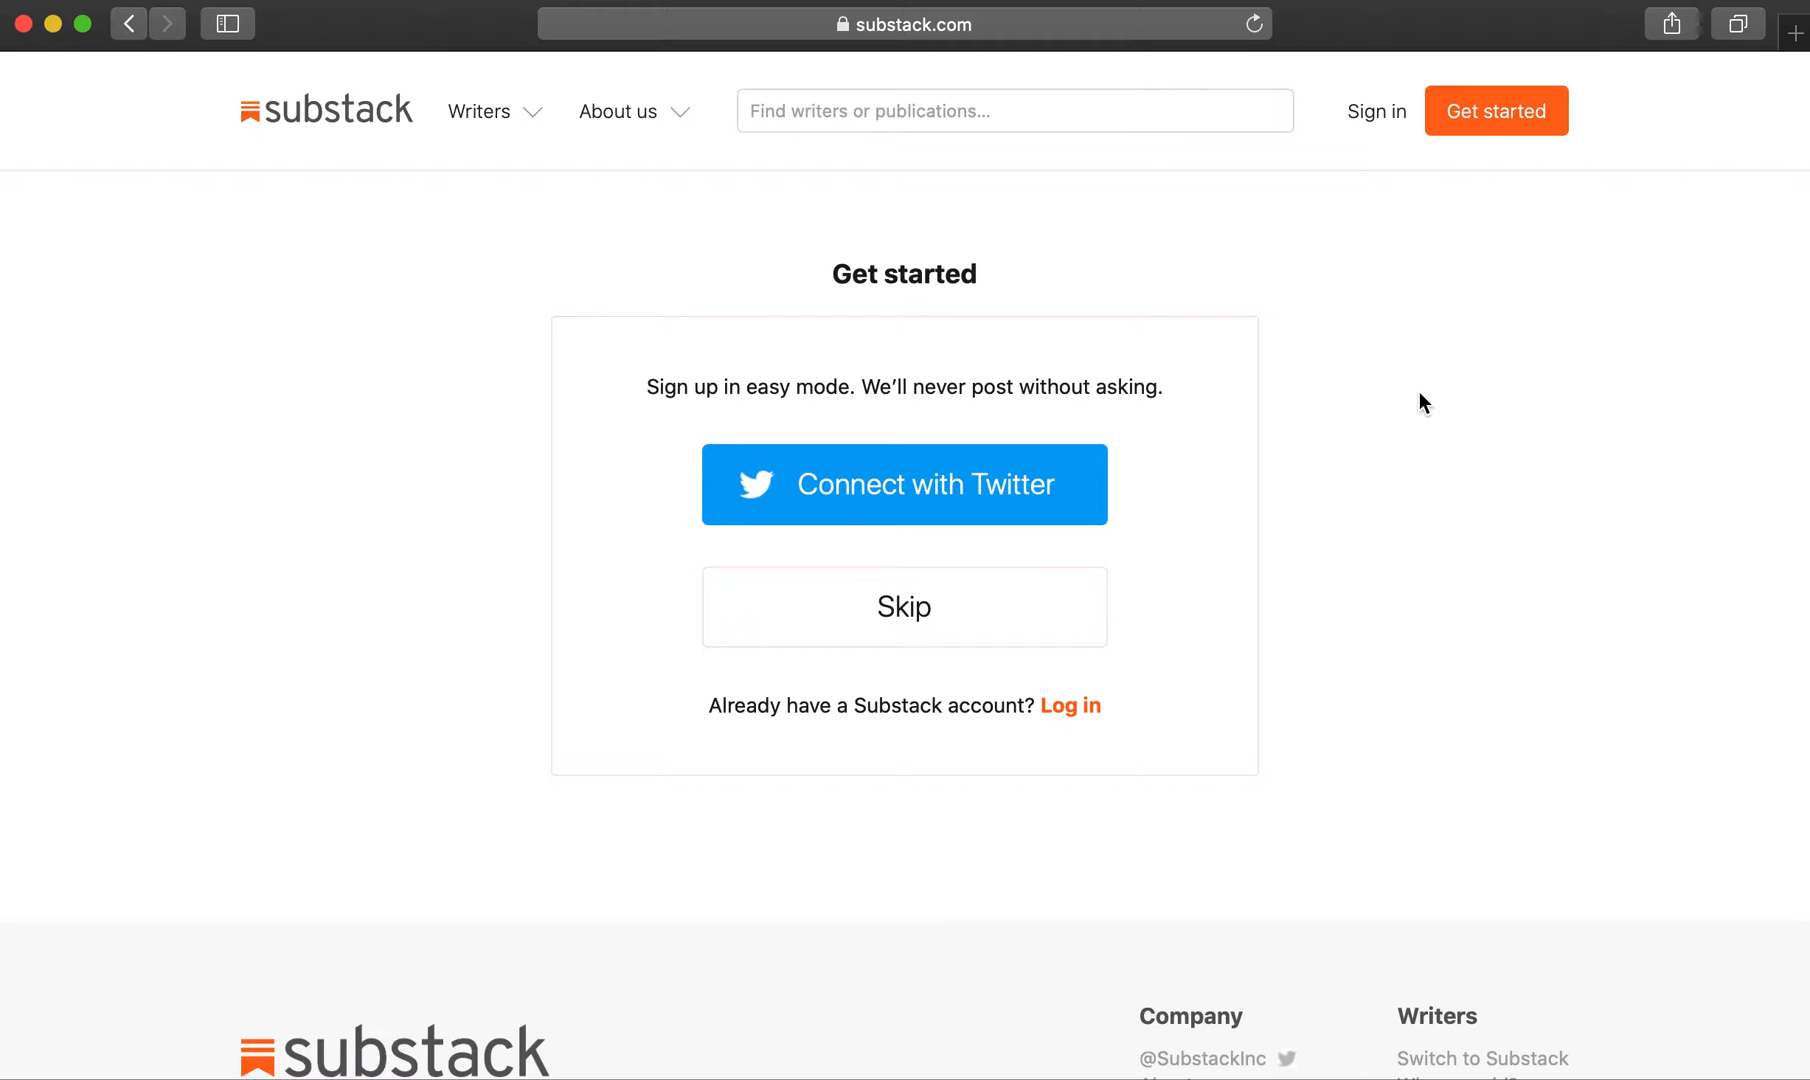 substack.com
substack Writers About us Find writers or publications... Sign in Get started
Get started
Sign up in easy mode. We'll never post without asking.
Connect with Twitter
Skip
Already have a Substack account? Log in
Company Writers
substack
@SubstackInc Switch to Substack